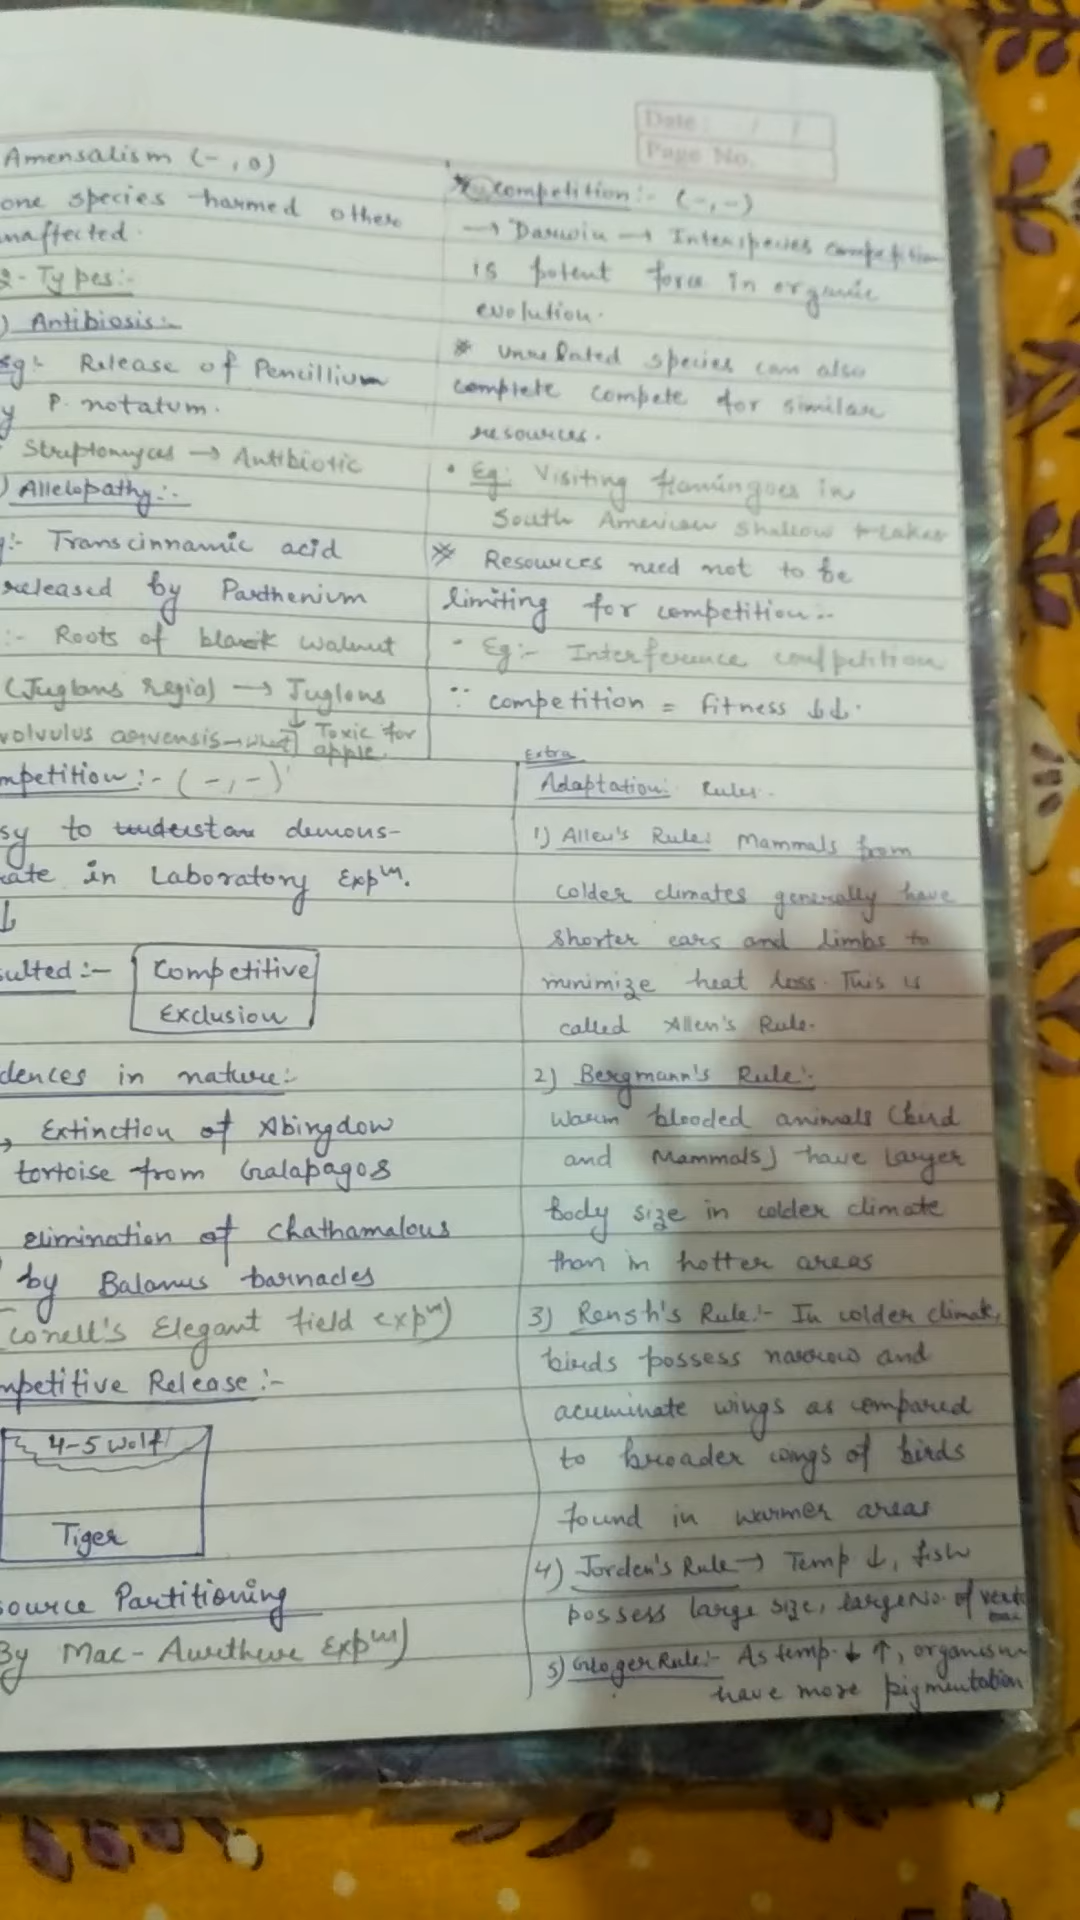 Date: / /
Page No.
Amensalism (-, 0)
one species harmed others
naffected.
2-Types:-
) Antibiosis:-
Eg:- Release of Pencillium
y P. notatum.
Streptomyces → Antibiotic
) Allelopathy:-
g:- Transcinnamic acid
released by Parthenium
:- Roots of black walnut
(Juglans regia) → Juglons
↓
volvulus arvensis → wheat Toxic for
apple.
mpetition:- (-, -)
sy to understan demons-
rate in Laboratory Expm.
↓
sulted:- Competitive
Exclusion
dences in nature:-
→ Extinction of Abingdow
tortoise from Galapagos
elimination of Chathamalous
by Balanus barnacles
Conell's Elegant field expm)
mpetitive Release:-
4-5 wolf
Tiger
source Partitioning
By Mac-Aurthur Expm)
* Competition:- (-, -)
→ Darwin → Interspecies competition
is potent force in organic
evolution.
* Unrelated species can also
complete compete for similar
resources.
• Eg: Visiting flamingoes in
South American shallow lakes
* Resources need not to be
limiting for competition..
• Eg:- Interference competition
∵ competition = fitness ↓↓.
Extra
Adaptation: Rules.
1) Allen's Rule: Mammals from
colder climates generally have
shorter ears and limbs to
minimize heat loss. This is
called Allen's Rule.
2) Bergmann's Rule:-
Warm blooded animals (bird
and Mammals) have larger
body size in colder climate
than in hotter areas
3) Rensh's Rule:- In colder climate,
birds possess narrow and
acuminate wings as compared
to broader wings of birds
found in warmer areas
4) Jorden's Rule → Temp ↓, fish
possess large size, large No. of vert
5) Gloger Rule:- As temp. ↑, organism
have more pigmentation